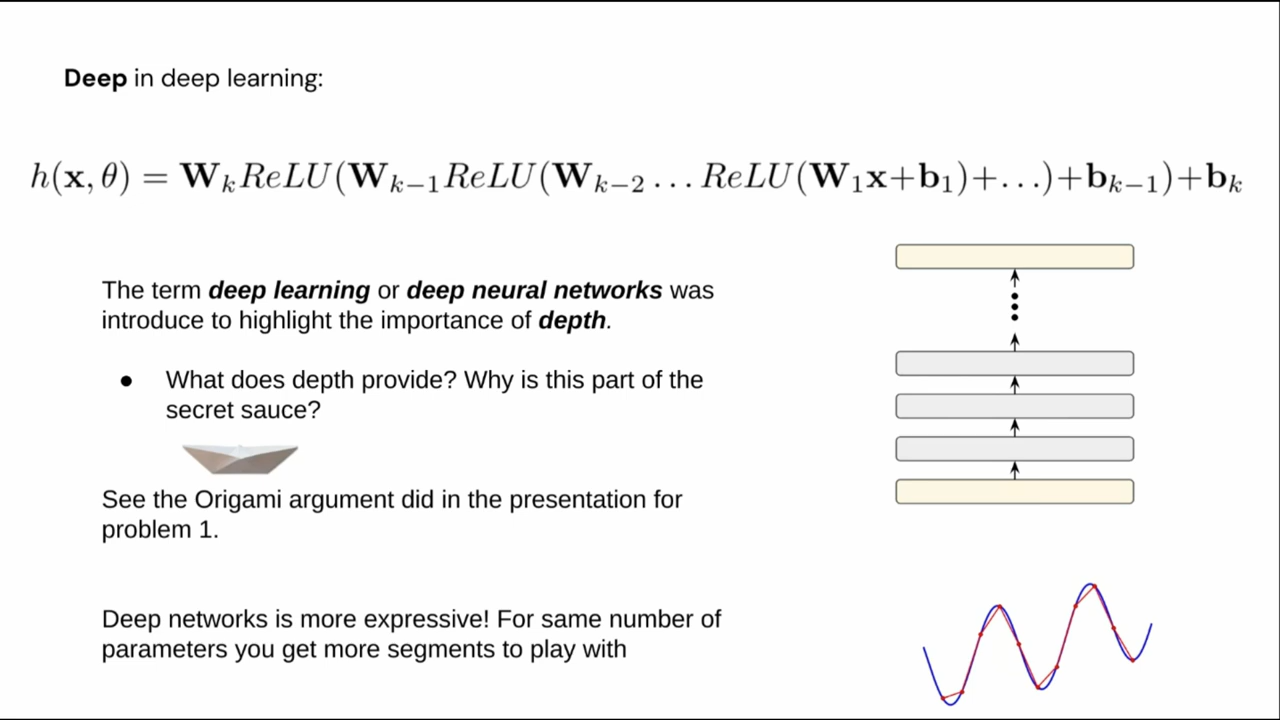 Deep in deep learning:
h(x, θ) = W_k ReLU(W_{k−1} ReLU(W_{k−2} ... ReLU(W_1 x+b_1)+...)+b_{k−1})+b_k
The term deep learning or deep neural networks was
introduce to highlight the importance of depth.
● What does depth provide? Why is this part of the
secret sauce?
See the Origami argument did in the presentation for
problem 1.
Deep networks is more expressive! For same number of
parameters you get more segments to play with